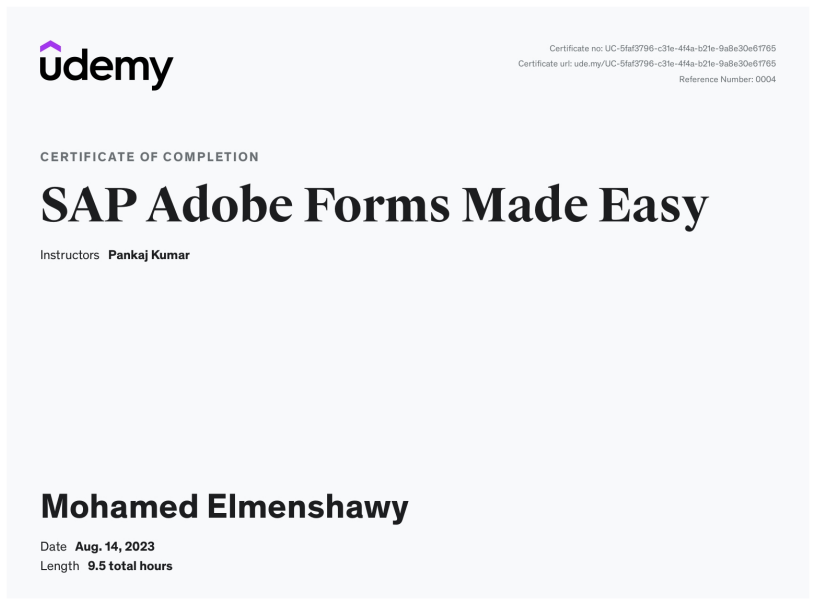 udemy
Certificate no: UC-5faf3796-c31e-4f4a-b21e-9a8e30e61765
Certificate url: ude.my/UC-5faf3796-c31e-4f4a-b21e-9a8e30e61765
Reference Number: 0004
CERTIFICATE OF COMPLETION
SAP Adobe Forms Made Easy
Instructors Pankaj Kumar
Mohamed Elmenshawy
Date Aug. 14, 2023
Length 9.5 total hours